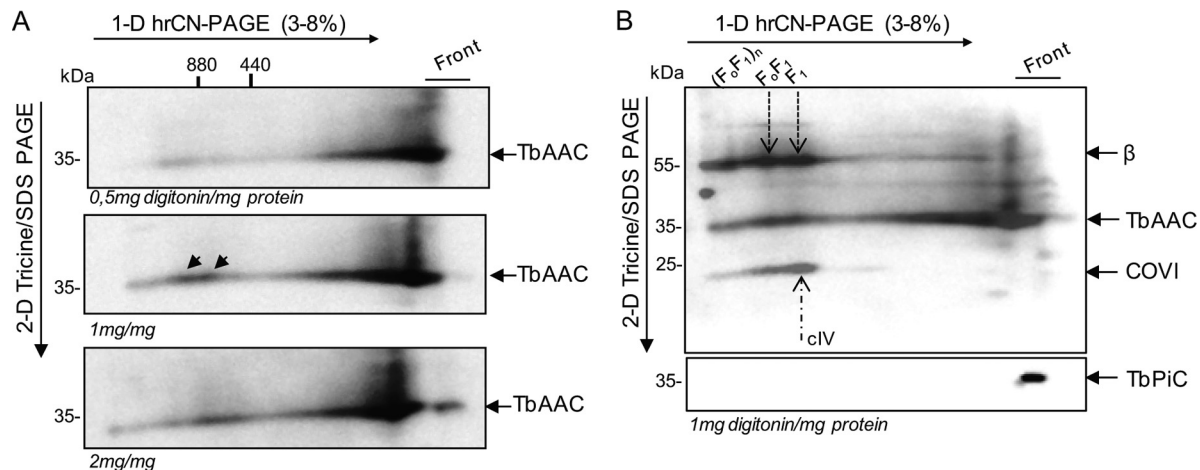 A
1-D hrCN-PAGE (3-8%)
kDa
880
440
Front
2-D Tricine/SDS PAGE
35-
TbAAC
0,5mg digitonin/mg protein
35-
TbAAC
1mg/mg
35-
TbAAC
2mg/mg
B
1-D hrCN-PAGE (3-8%)
kDa
(FoF1)n
FoF1
F1
Front
2-D Tricine/SDS PAGE
55-
β
35-
TbAAC
25-
COVI
cIV
35-
TbPiC
1mg digitonin/mg protein